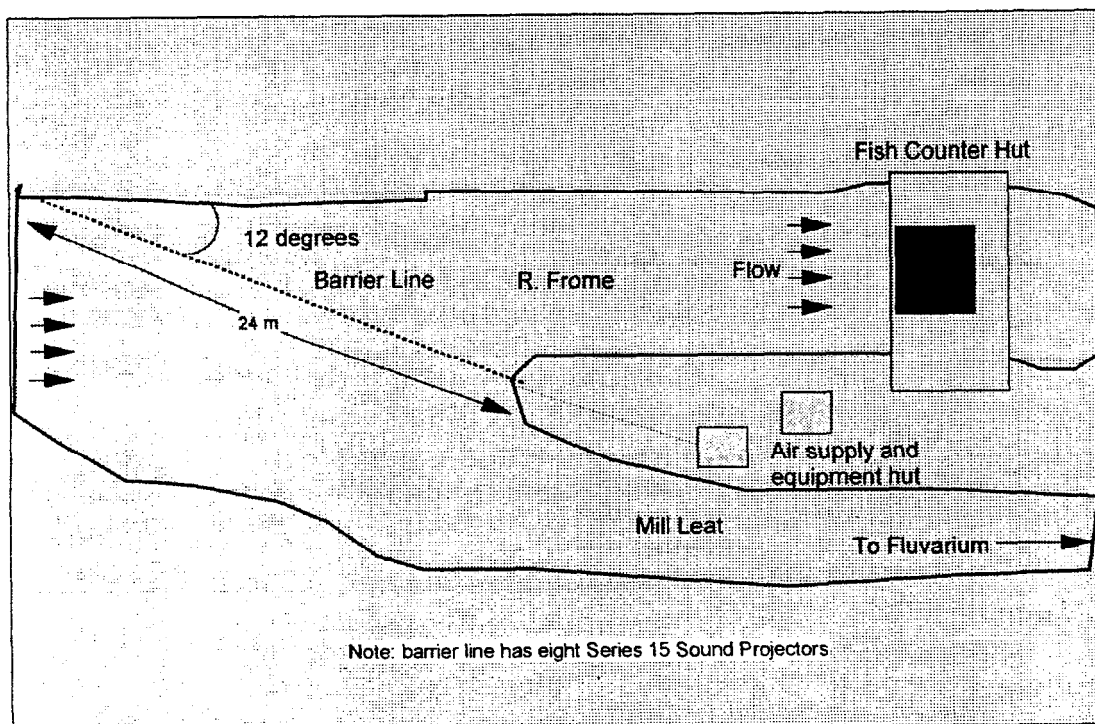 Fish Counter Hut
12 degrees
Barrier Line
R. Frome
Flow
24 m
Air supply and
equipment hut
Mill Leat
To Fluvarium
Note: barrier line has eight Series 15 Sound Projectors